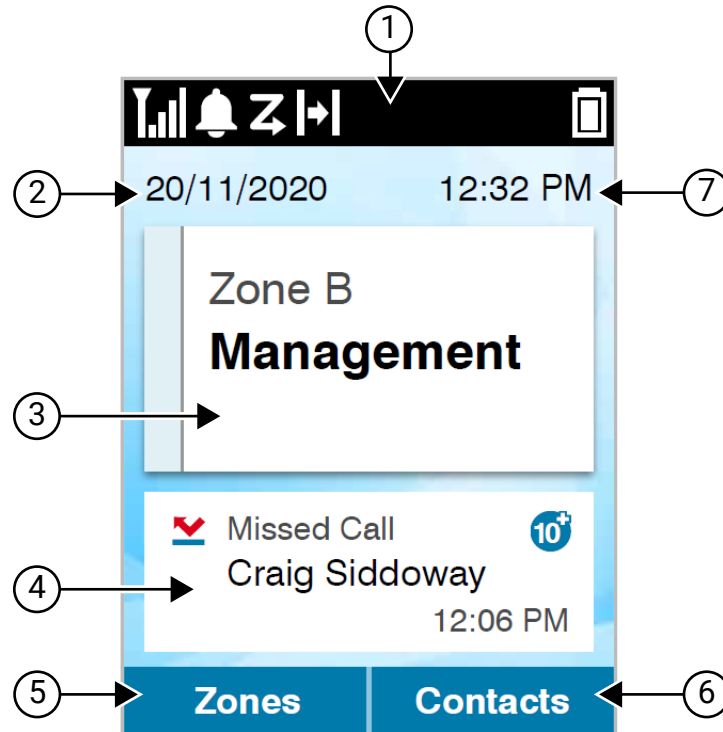 1
2
20/11/2020
12:32 PM
7
Zone B
Management
3
Missed Call
10+
4
Craig Siddoway
12:06 PM
5
Zones
Contacts
6